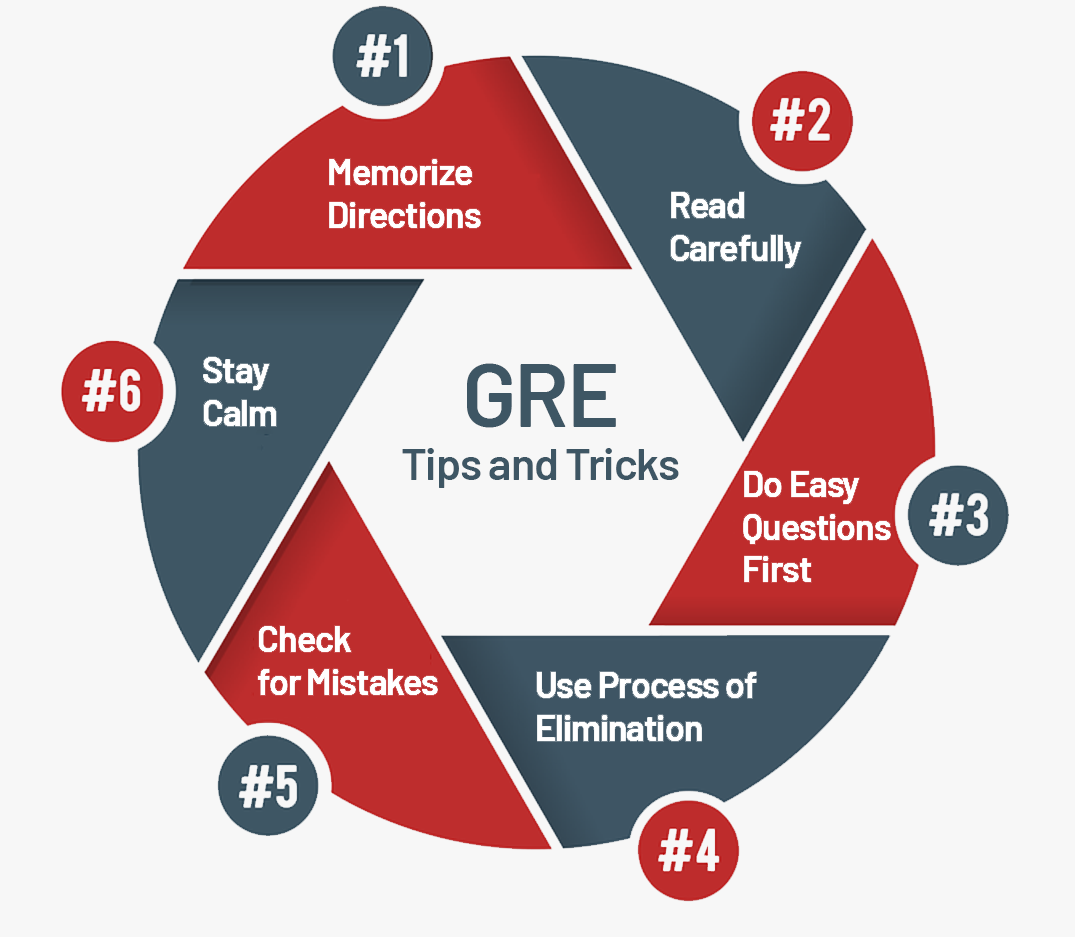 GRE
Tips and Tricks
#1
Memorize
Directions
#2
Read
Carefully
#3
Do Easy
Questions
First
#4
Use Process of
Elimination
#5
Check
for Mistakes
#6
Stay
Calm